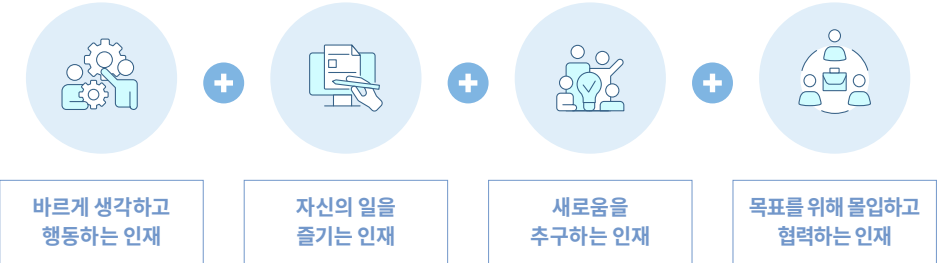 바르게 생각하고
행동하는 인재
자신의 일을
즐기는 인재
새로움을
추구하는 인재
목표를 위해 몰입하고
협력하는 인재